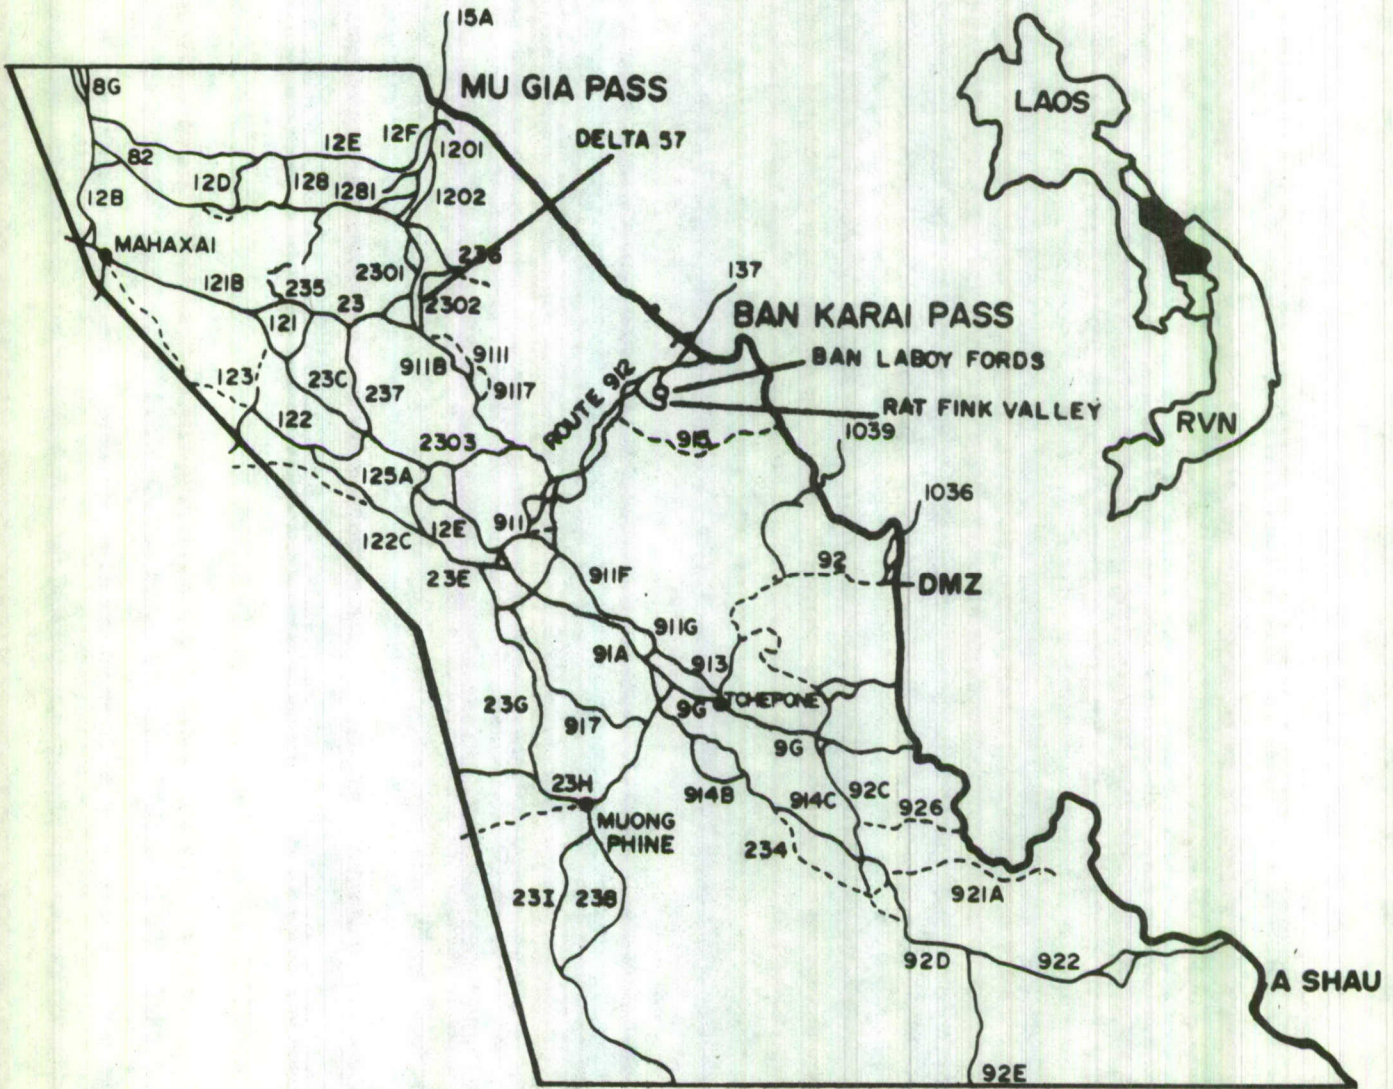 15A
8G
MU GIA PASS
LAOS
DELTA 57
12F
12E
1201
82
12D
128
1281
1202
12B
MAHAXAI
236
2301
121B
235
23
2302
137
121
BAN KARAI PASS
9111
911B
BAN LABOY FORDS
123
23C
237
9117
ROUTE 912
RAT FINK VALLEY
122
RVN
915
1039
2303
125A
1036
911
12E
122C
92
23E
911F
DMZ
911G
91A
913
TCHEPONE
23G
917
9G
9G
23H
914B
914C
92C
926
MUONG
PHINE
234
23I
238
921A
92D
922
A SHAU
92E